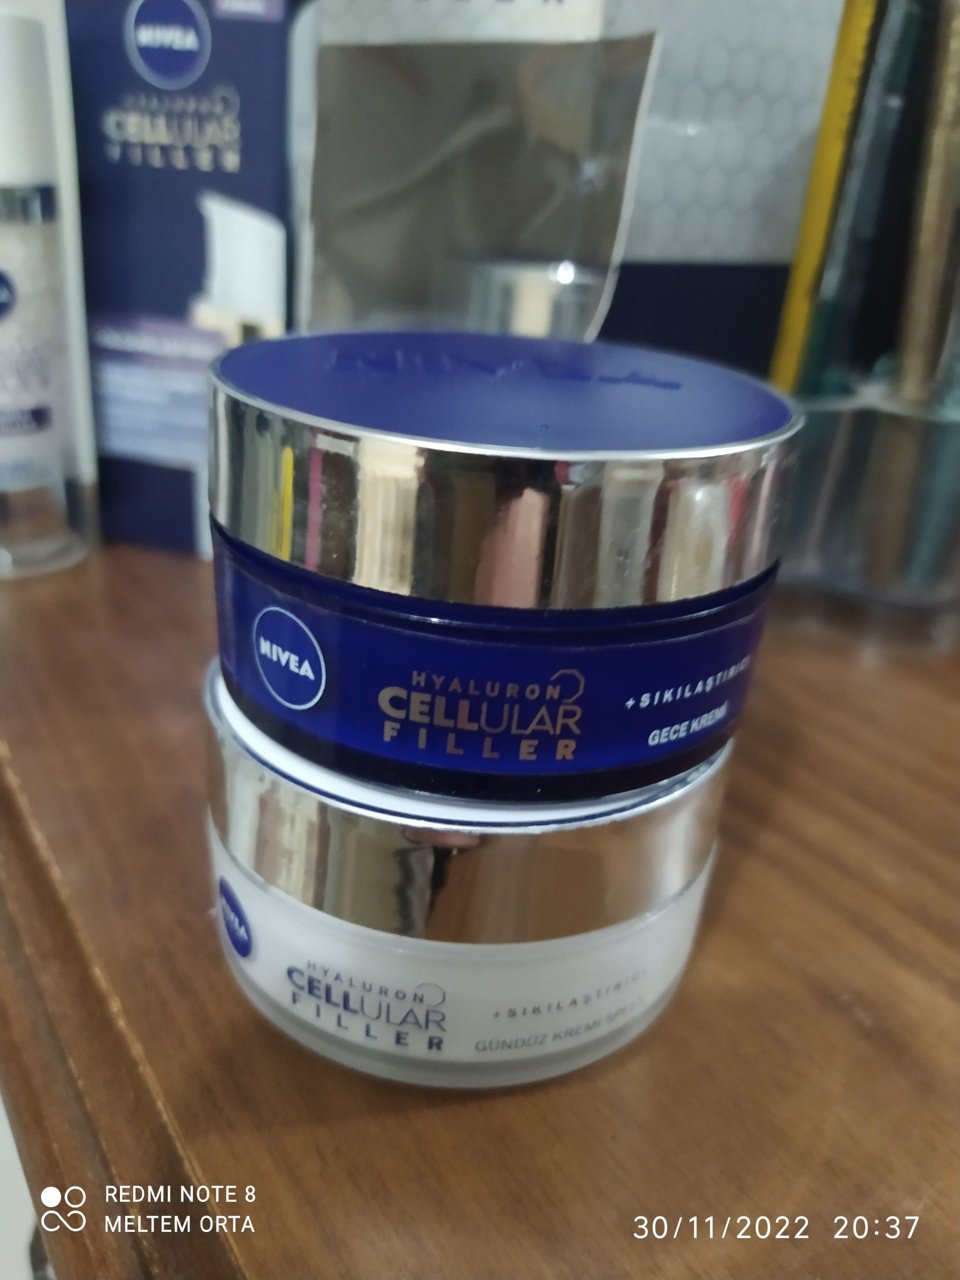 NIVEA
CELLULAR
FILLER
NIVEA
HYALURON
CELLULAR
FILLER
+SIKILAŞTIRICI
GECE KREMİ
NIVEA
HYALURON
CELLULAR
FILLER
+SIKILAŞTIRICI
GÜNDÜZ KREMİ
REDMI NOTE 8
MELTEM ORTA
30/11/2022 20:37